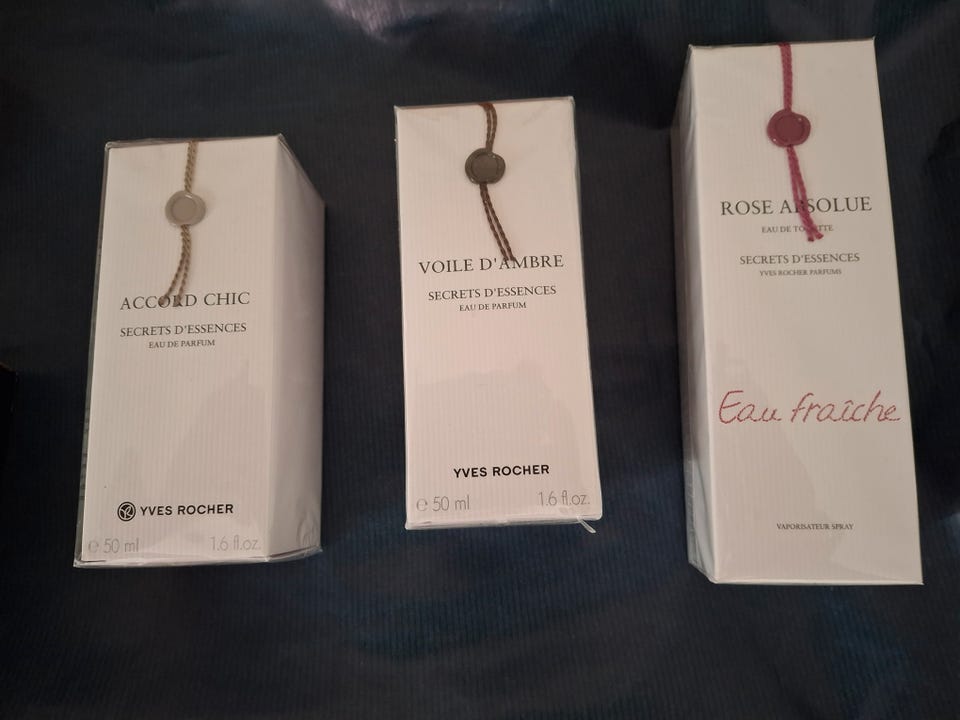 ACCORD CHIC
SECRETS D'ESSENCES
EAU DE PARFUM
YVES ROCHER
e 50 ml 1.6 fl.oz.
VOILE D'AMBRE
SECRETS D'ESSENCES
EAU DE PARFUM
YVES ROCHER
e 50 ml 1.6 fl.oz.
ROSE ABSOLUE
EAU DE TOILETTE
SECRETS D'ESSENCES
YVES ROCHER PARFUMS
Eau fraîche
VAPORISATEUR SPRAY